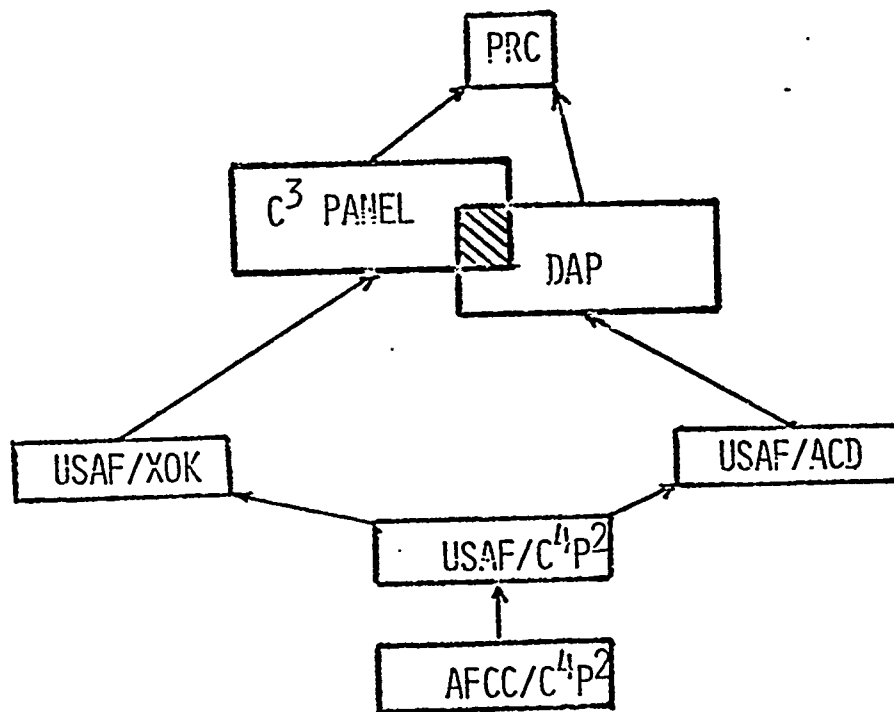 PRC
C³ PANEL
DAP
USAF/XOK
USAF/ACD
USAF/C⁴P²
AFCC/C⁴P²